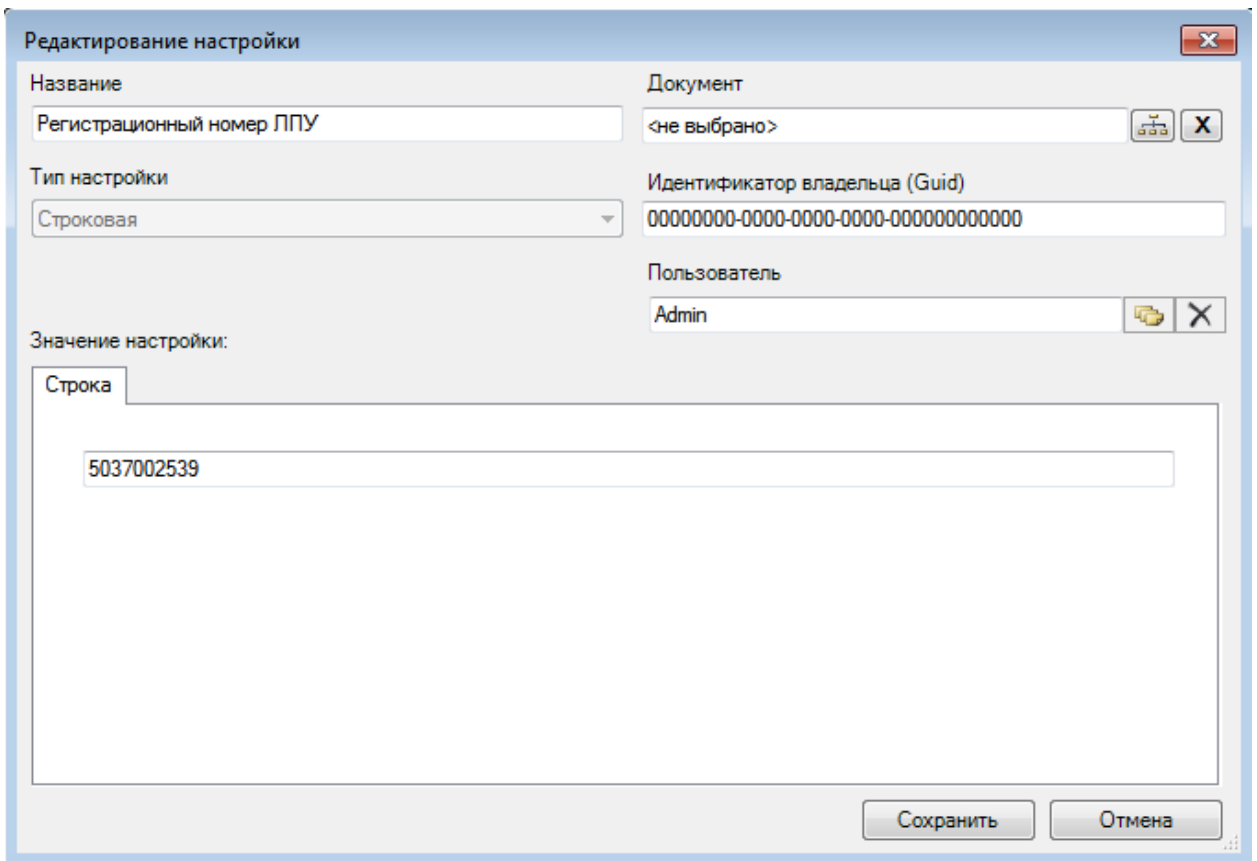 Редактирование настройки
Название
Документ
Регистрационный номер ЛПУ
<не выбрано>
X
Тип настройки
Идентификатор владельца (Guid)
Строковая
00000000-0000-0000-0000-000000000000
Пользователь
Admin
Значение настройки:
Строка
5037002539
Сохранить
Отмена